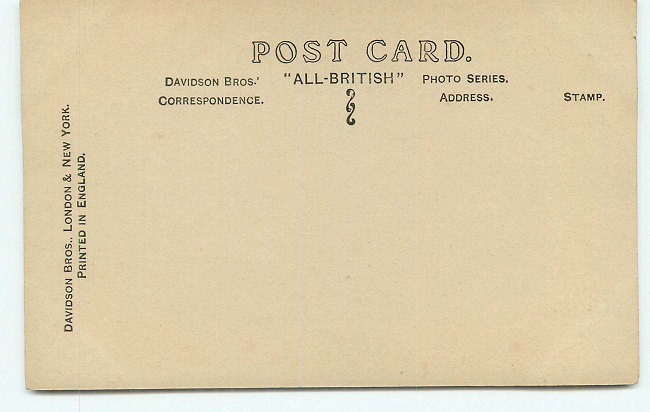 POST CARD.
DAVIDSON BROS.' "ALL-BRITISH" PHOTO SERIES.
CORRESPONDENCE. ADDRESS. STAMP.
DAVIDSON BROS., LONDON & NEW YORK.
PRINTED IN ENGLAND.